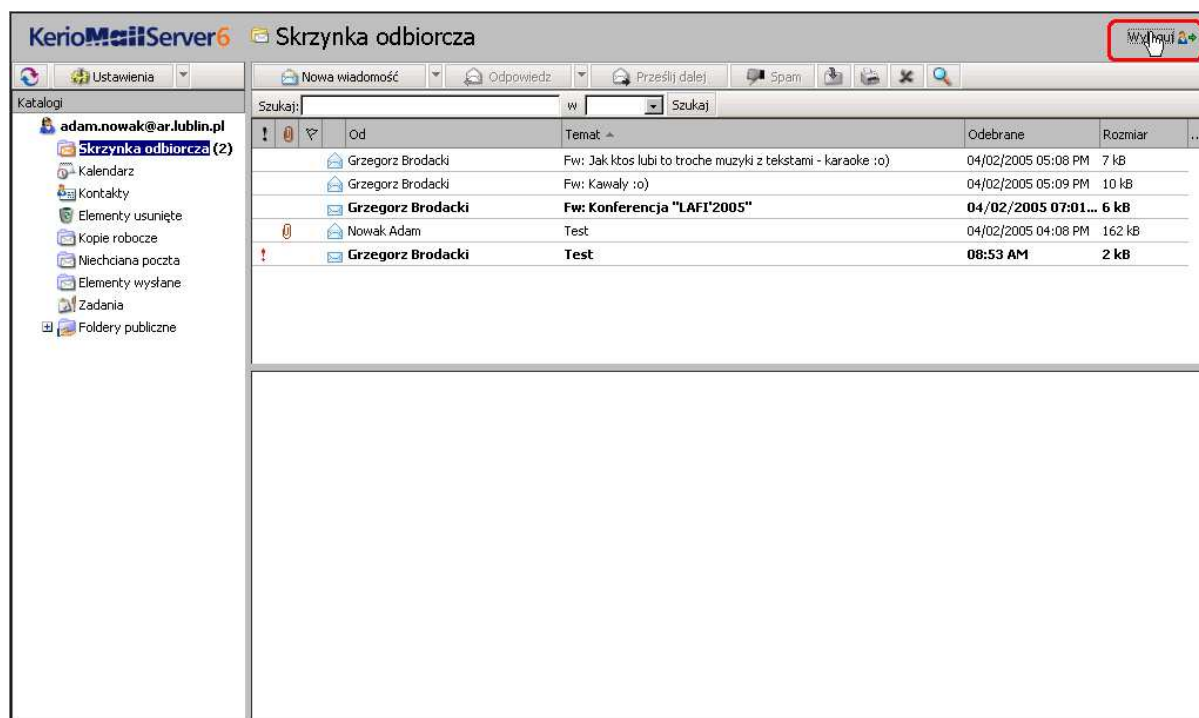 KerioMailServer6
Skrzynka odbiorcza
Ustawienia
Nowa wiadomość Odpowiedz Prześlij dalej Spam
Katalogi
Szukaj: w Szukaj
adam.nowak@ar.lublin.pl
Skrzynka odbiorcza (2)
Kalendarz
Kontakty
Elementy usunięte
Kopie robocze
Niechciana poczta
Elementy wysłane
Zadania
Foldery publiczne
! Od Temat Odebrane Rozmiar ...
Grzegorz Brodacki Fw: Jak ktos lubi to troche muzyki z tekstami - karaoke :o) 04/02/2005 05:08 PM 7 kB
Grzegorz Brodacki Fw: Kawaly :o) 04/02/2005 05:09 PM 10 kB
Grzegorz Brodacki Fw: Konferencja "LAFI'2005" 04/02/2005 07:01... 6 kB
Nowak Adam Test 04/02/2005 04:08 PM 162 kB
! Grzegorz Brodacki Test 08:53 AM 2 kB